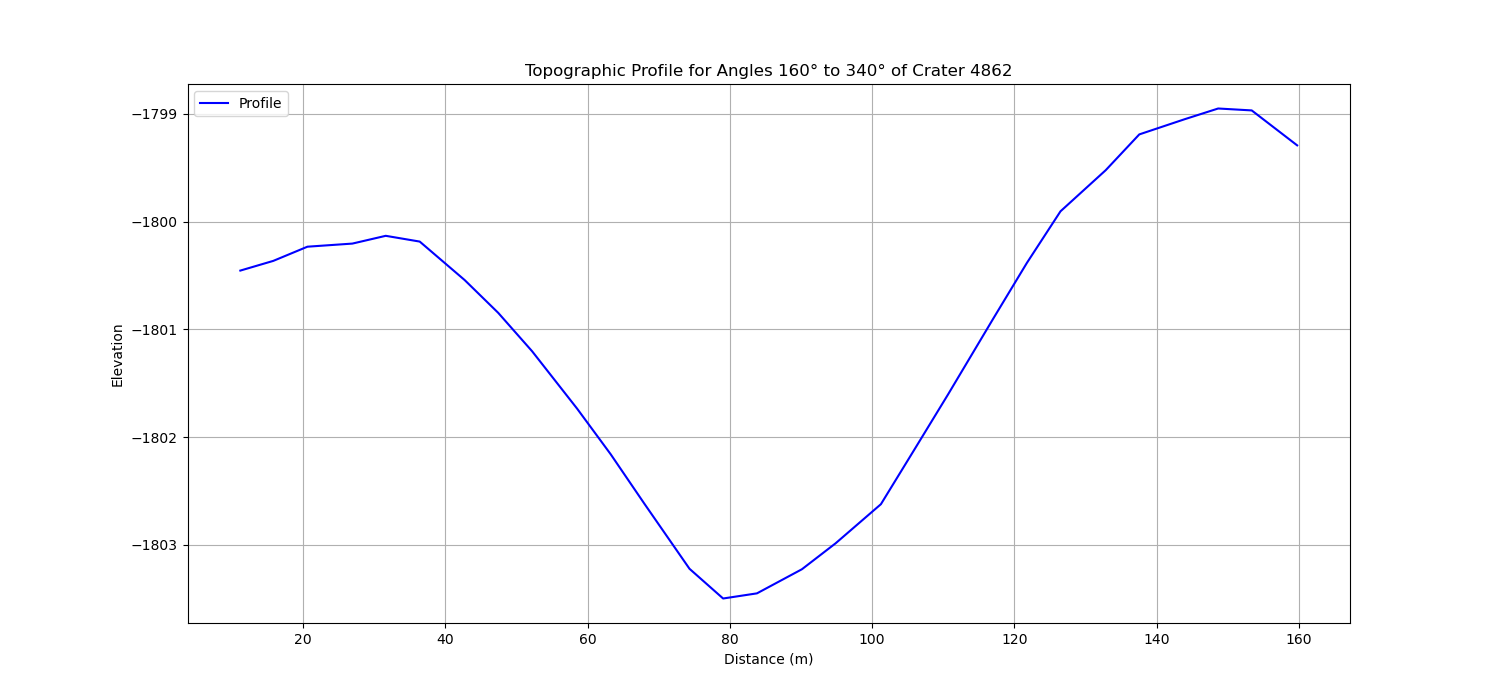 Topographic Profile for Angles 160° to 340° of Crater 4862
Profile
−1799
−1800
−1801
−1802
−1803
Elevation
20 40 60 80 100 120 140 160
Distance (m)